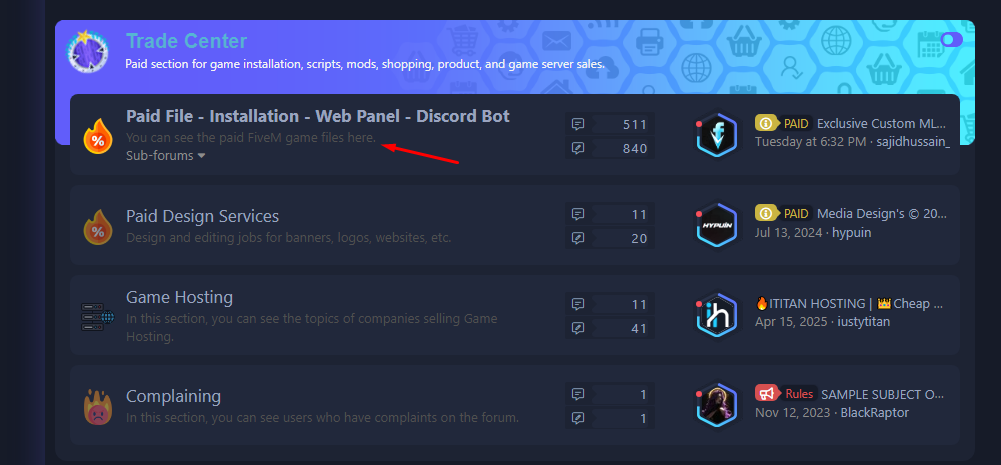 Trade Center
Paid section for game installation, scripts, mods, shopping, product, and game server sales.
Paid File - Installation - Web Panel - Discord Bot
You can see the paid FiveM game files here.
Sub-forums
511
840
PAID Exclusive Custom ML...
Tuesday at 6:32 PM · sajidhussain_
Paid Design Services
Design and editing jobs for banners, logos, websites, etc.
11
20
HYPUIN
PAID Media Design's © 20...
Jul 13, 2024 · hypuin
Game Hosting
In this section, you can see the topics of companies selling Game
Hosting.
11
41
🔥ITITAN HOSTING | 👑Cheap ...
Apr 15, 2025 · iustytitan
Complaining
In this section, you can see users who have complaints on the forum.
1
1
Rules SAMPLE SUBJECT O...
Nov 12, 2023 · BlackRaptor